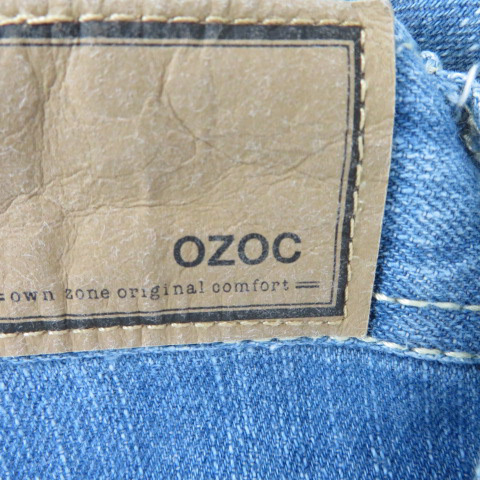 OZOC
=own zone original comfort=